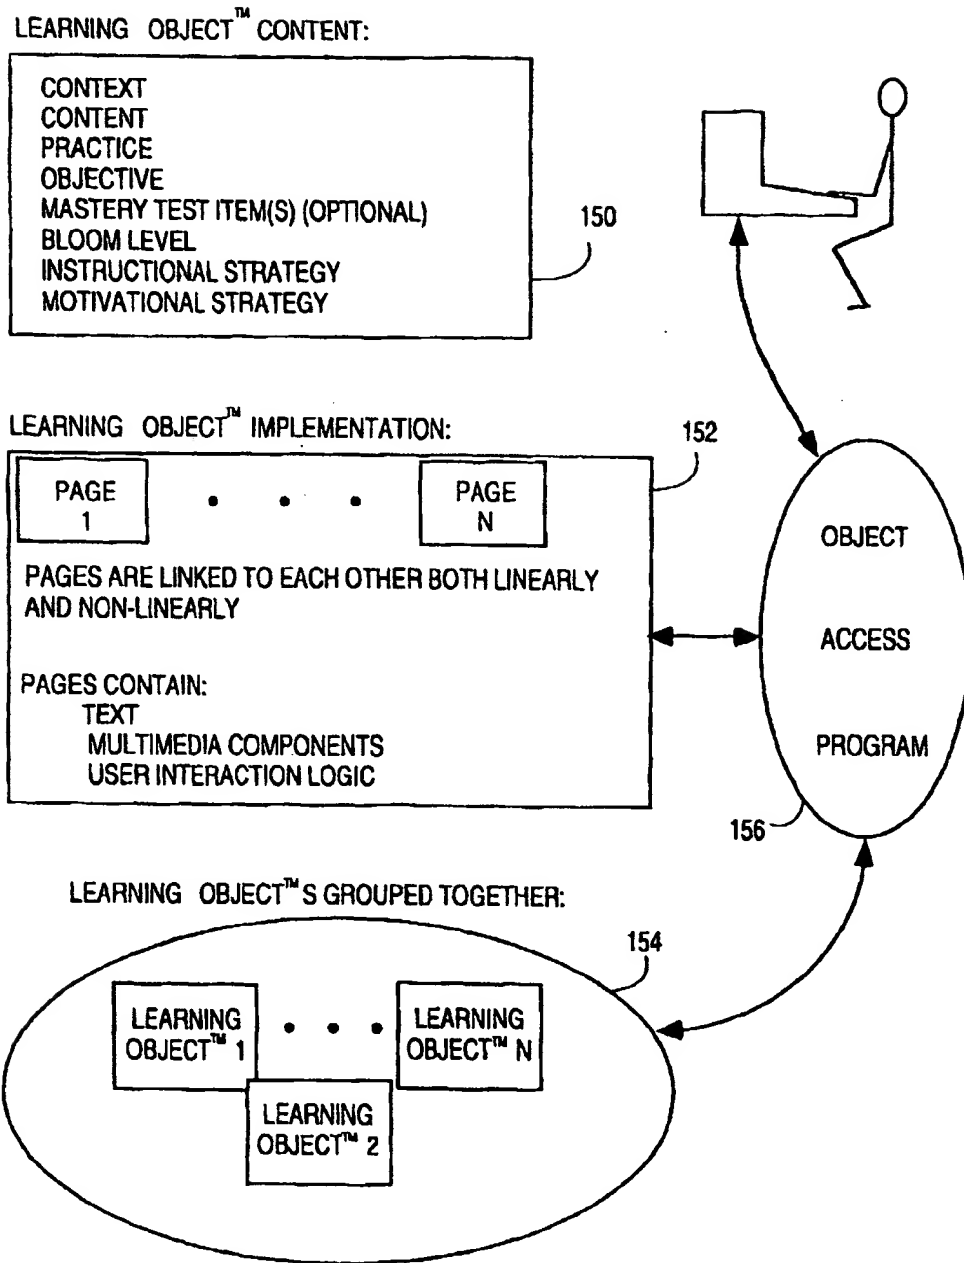 LEARNING OBJECT™ CONTENT:
CONTEXT
CONTENT
PRACTICE
OBJECTIVE
MASTERY TEST ITEM(S) (OPTIONAL)
BLOOM LEVEL
INSTRUCTIONAL STRATEGY
MOTIVATIONAL STRATEGY
150
LEARNING OBJECT™ IMPLEMENTATION:
152
PAGE
1
• • •
PAGE
N
PAGES ARE LINKED TO EACH OTHER BOTH LINEARLY
AND NON-LINEARLY
PAGES CONTAIN:
TEXT
MULTIMEDIA COMPONENTS
USER INTERACTION LOGIC
OBJECT
ACCESS
PROGRAM
156
LEARNING OBJECT™S GROUPED TOGETHER:
154
LEARNING
OBJECT™ 1
• • •
LEARNING
OBJECT™ N
LEARNING
OBJECT™ 2